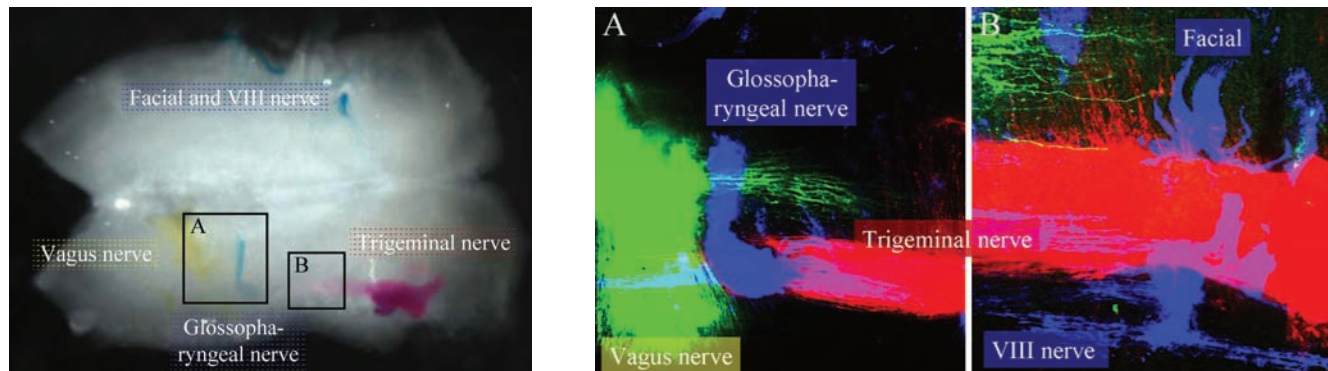 Facial and VIII nerve
A
Vagus nerve
Trigeminal nerve
B
Glossopha-
ryngeal nerve
A
Glossopha-
ryngeal nerve
Vagus nerve
Trigeminal nerve
B
Facial
VIII nerve